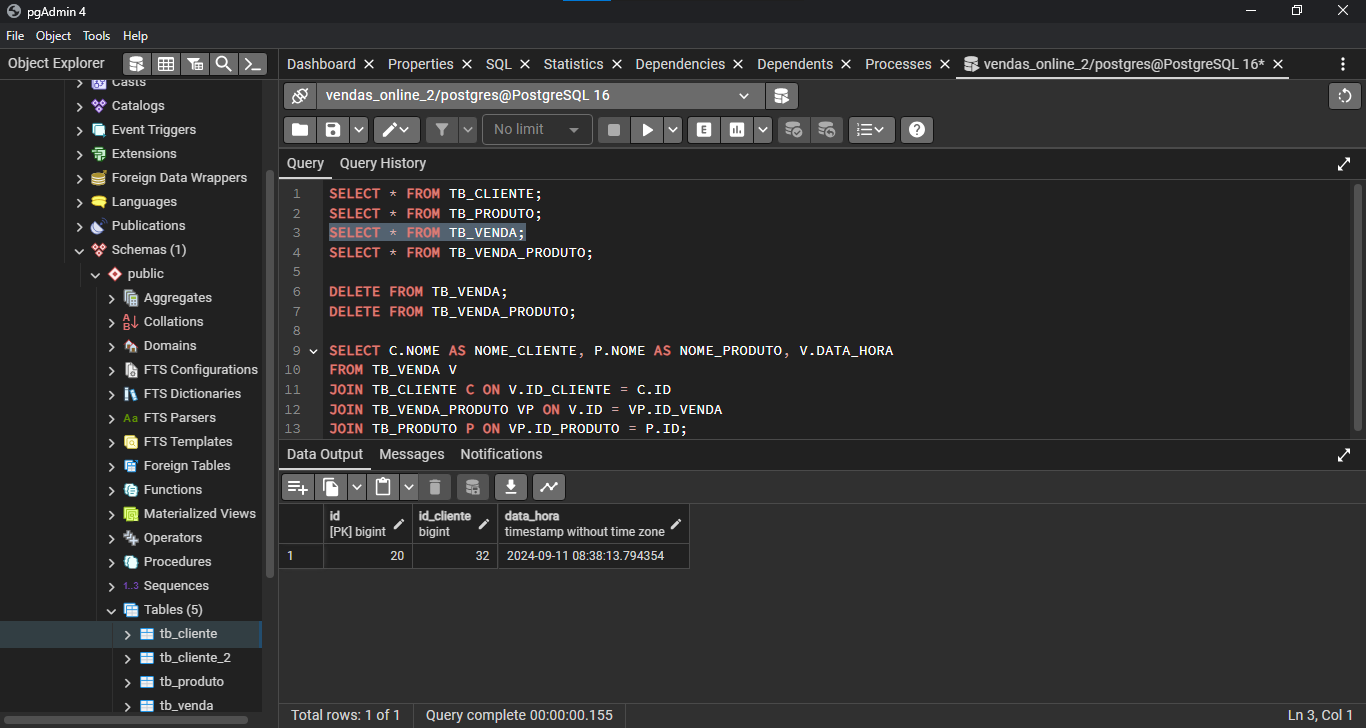 pgAdmin 4
File Object Tools Help
Object Explorer
Dashboard Properties SQL Statistics Dependencies Dependents Processes vendas_online_2/postgres@PostgreSQL 16*
Casts
Catalogs
Event Triggers
Extensions
Foreign Data Wrappers
Languages
Publications
Schemas (1)
public
Aggregates
Collations
Domains
FTS Configurations
FTS Dictionaries
Aa FTS Parsers
FTS Templates
Foreign Tables
Functions
Materialized Views
Operators
Procedures
1..3 Sequences
Tables (5)
tb_cliente
tb_cliente_2
tb_produto
tb_venda
vendas_online_2/postgres@PostgreSQL 16
No limit
Query Query History
1 SELECT * FROM TB_CLIENTE;
2 SELECT * FROM TB_PRODUTO;
3 SELECT * FROM TB_VENDA;
4 SELECT * FROM TB_VENDA_PRODUTO;
5
6 DELETE FROM TB_VENDA;
7 DELETE FROM TB_VENDA_PRODUTO;
8
9 SELECT C.NOME AS NOME_CLIENTE, P.NOME AS NOME_PRODUTO, V.DATA_HORA
10 FROM TB_VENDA V
11 JOIN TB_CLIENTE C ON V.ID_CLIENTE = C.ID
12 JOIN TB_VENDA_PRODUTO VP ON V.ID = VP.ID_VENDA
13 JOIN TB_PRODUTO P ON VP.ID_PRODUTO = P.ID;
Data Output Messages Notifications
id id_cliente data_hora
[PK] bigint bigint timestamp without time zone
1 20 32 2024-09-11 08:38:13.794354
Total rows: 1 of 1 Query complete 00:00:00.155 Ln 3, Col 1